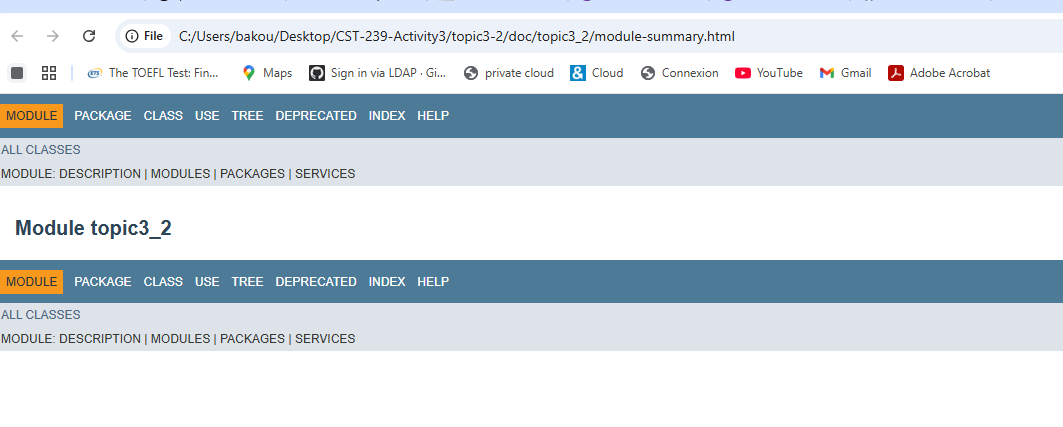 File C:/Users/bakou/Desktop/CST-239-Activity3/topic3-2/doc/topic3_2/module-summary.html
ETS The TOEFL Test: Fin... Maps Sign in via LDAP · Gi... private cloud & Cloud Connexion YouTube Gmail Adobe Acrobat
MODULE PACKAGE CLASS USE TREE DEPRECATED INDEX HELP
ALL CLASSES
MODULE: DESCRIPTION | MODULES | PACKAGES | SERVICES
Module topic3_2
MODULE PACKAGE CLASS USE TREE DEPRECATED INDEX HELP
ALL CLASSES
MODULE: DESCRIPTION | MODULES | PACKAGES | SERVICES